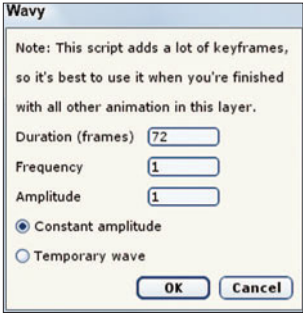 Wavy
Note: This script adds a lot of keyframes,
so it's best to use it when you're finished
with all other animation in this layer.
Duration (frames) 72
Frequency 1
Amplitude 1
Constant amplitude
Temporary wave
OK Cancel